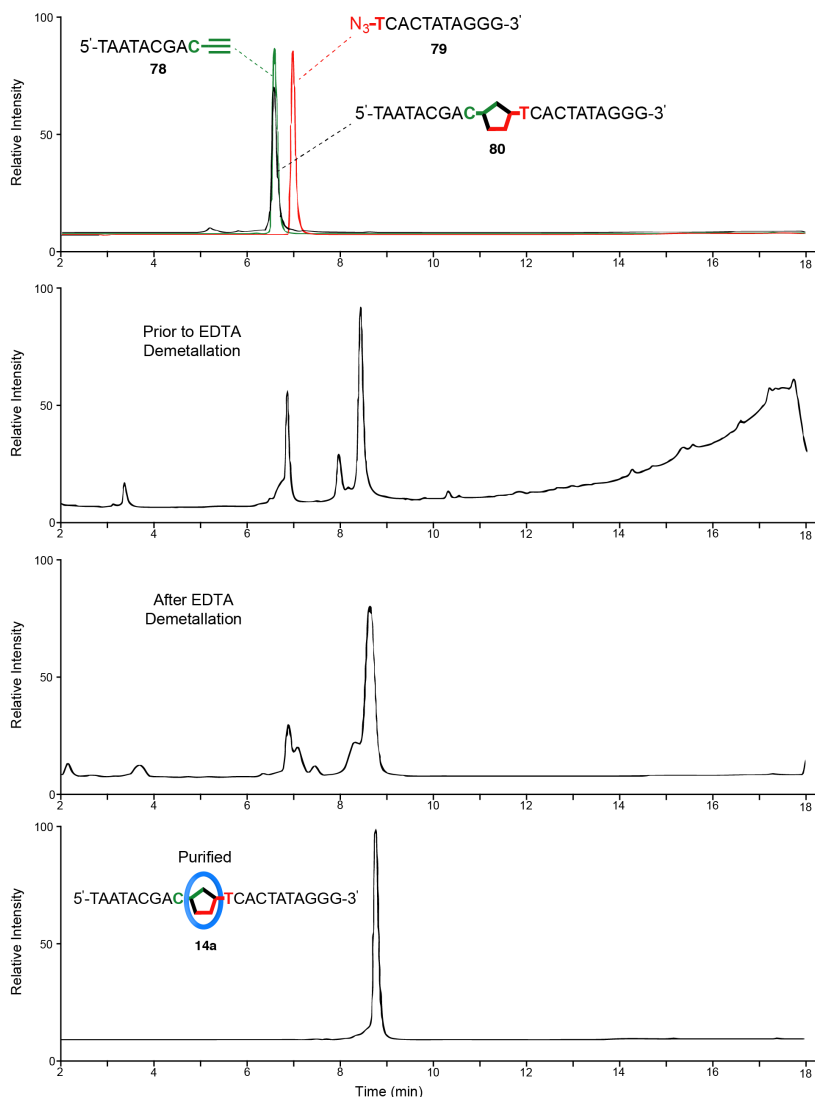 100
5'-TAATACGAC
78
N3-TCACTATAGGG-3'
79
5'-TAATACGAC
TCACTATAGGG-3'
80
50
Relative Intensity
0
2 4 6 8 10 12 14 16 18
100
Prior to EDTA
Demetallation
50
Relative Intensity
0
2 4 6 8 10 12 14 16 18
100
After EDTA
Demetallation
50
Relative Intensity
0
2 4 6 8 10 12 14 16 18
100
Purified
5'-TAATACGAC
TCACTATAGGG-3'
14a
50
Relative Intensity
0
2 4 6 8 10 12 14 16 18
Time (min)